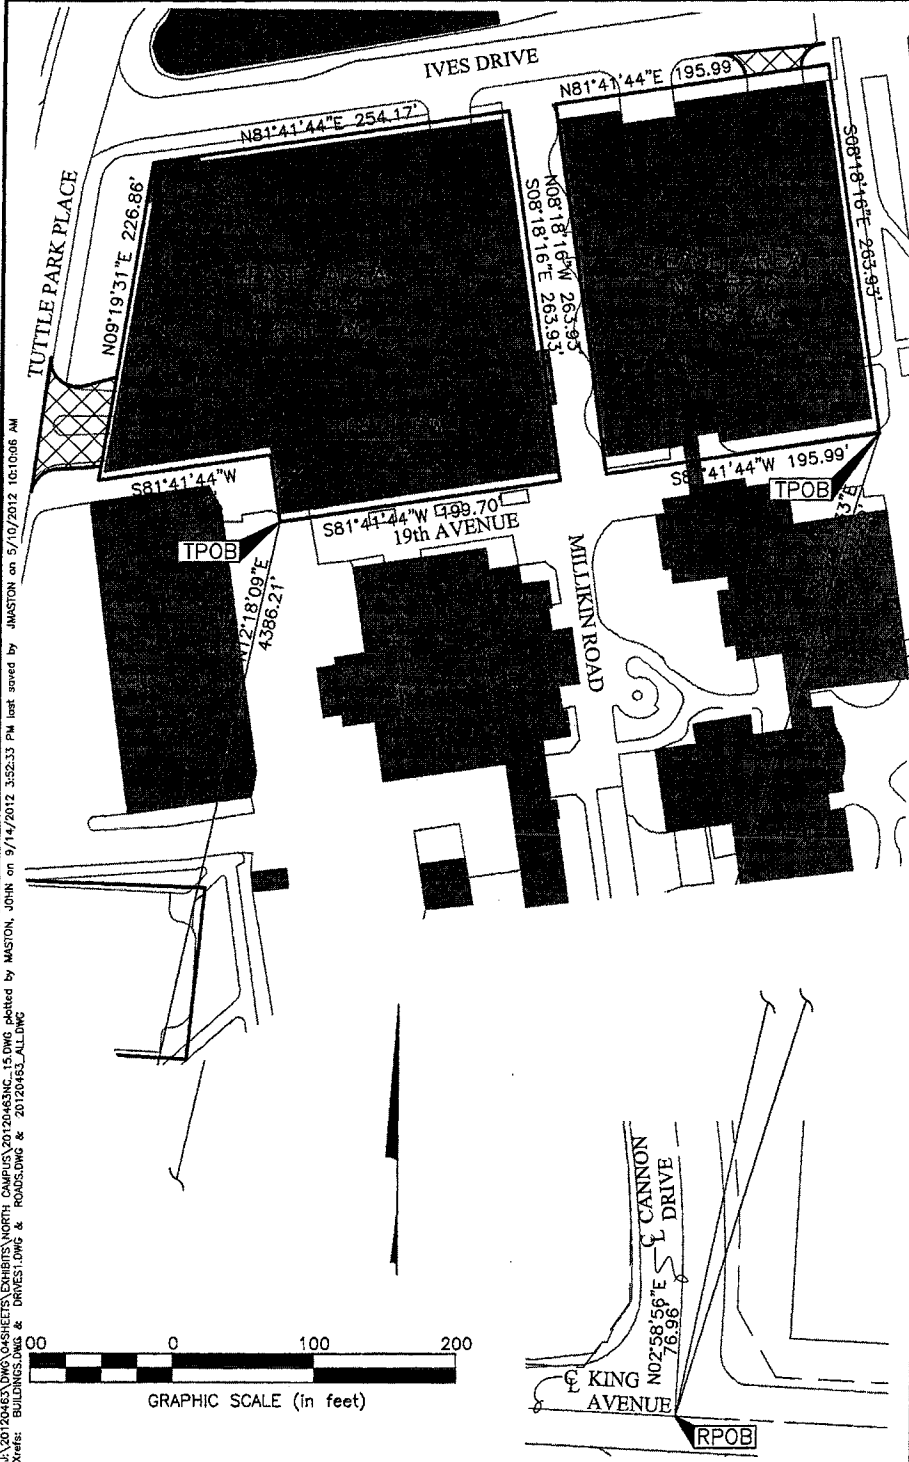 IVES DRIVE
N81°41'44"E 195.99
N81°41'44"E 254.17'
TUTTLE PARK PLACE
N09°19'31"E 226.86'
S08°18'16"E 263.93'
N08°18'16"W 263.93
S08°18'16"E 263.93'
LEASE AREA
S81°41'44"W
S81°41'44"W 199.70'
19th AVENUE
S81°41'44"W 195.99'
TPOB
TPOB
12°18'09"E
4386.21'
MILLIKIN ROAD
J:\20120463\DWG\04SHEETS\EXHIBITS\NORTH CAMPUS\20120463NC_15.DWG plotted by MASTON, JOHN on 9/14/2012 3:52:33 PM last saved by JMASTON on 5/10/2012 10:10:06 AM
Xrefs: BUILDINGS.DWG & DRIVES1.DWG & ROADS.DWG & 20120463_ALL.DWG
℄ CANNON
DRIVE
N02°58'56"E
76.96'
℄ KING
AVENUE
RPOB
00 0 100 200
GRAPHIC SCALE (in feet)